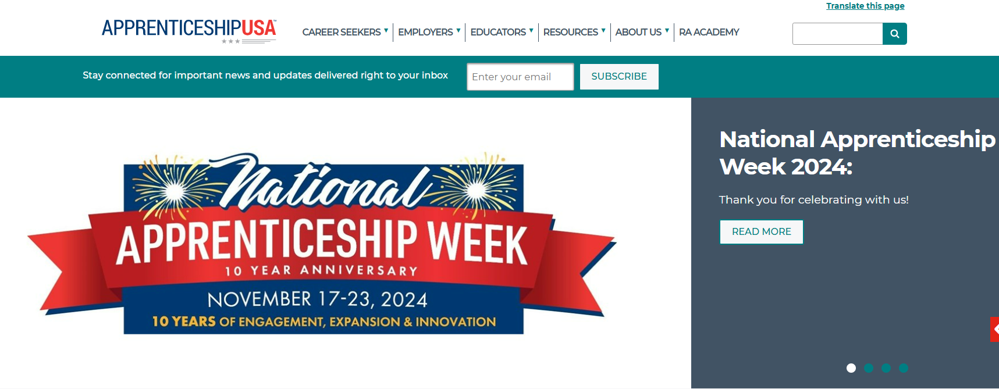 Translate this page
APPRENTICESHIPUSA™
CAREER SEEKERS
EMPLOYERS
EDUCATORS
RESOURCES
ABOUT US
RA ACADEMY
Stay connected for important news and updates delivered right to your inbox
Enter your email
SUBSCRIBE
National
APPRENTICESHIP WEEK
10 YEAR ANNIVERSARY
NOVEMBER 17-23, 2024
10 YEARS OF ENGAGEMENT, EXPANSION & INNOVATION
National Apprenticeship
Week 2024:
Thank you for celebrating with us!
READ MORE